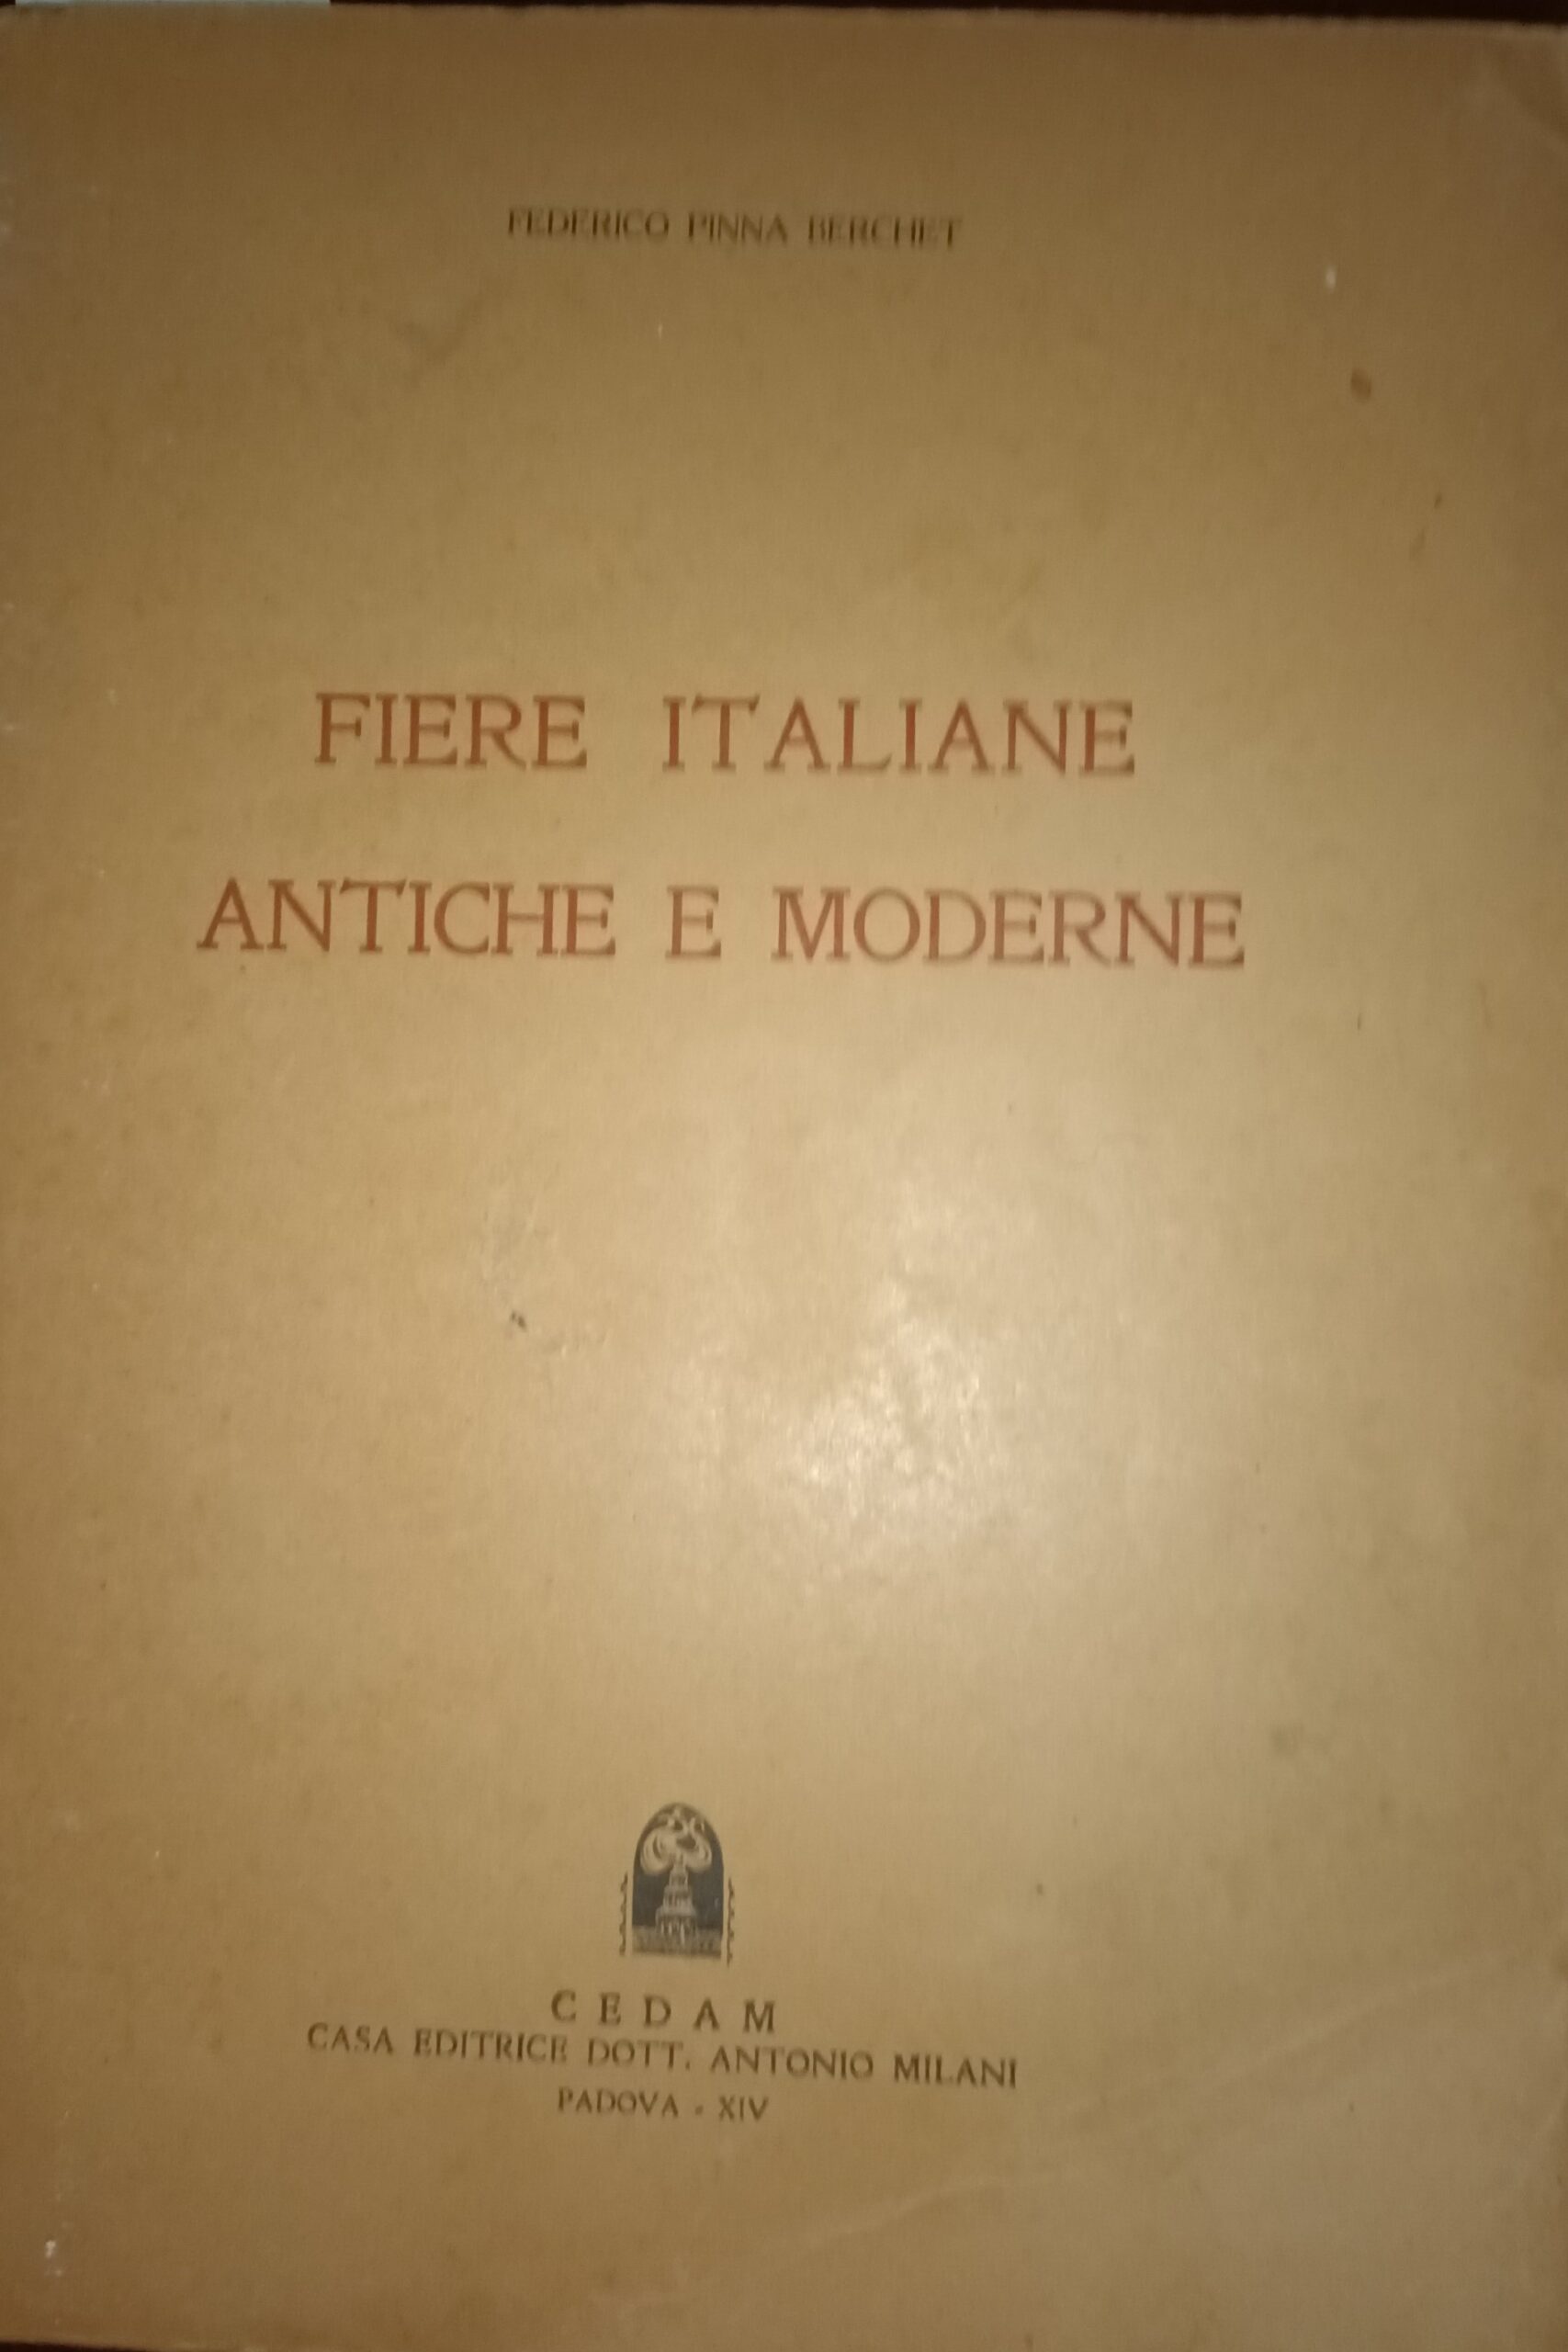 FEDERICO PINNA BERCHET
FIERE ITALIANE
ANTICHE E MODERNE
CEDAM
CASA EDITRICE DOTT. ANTONIO MILANI
PADOVA - XIV